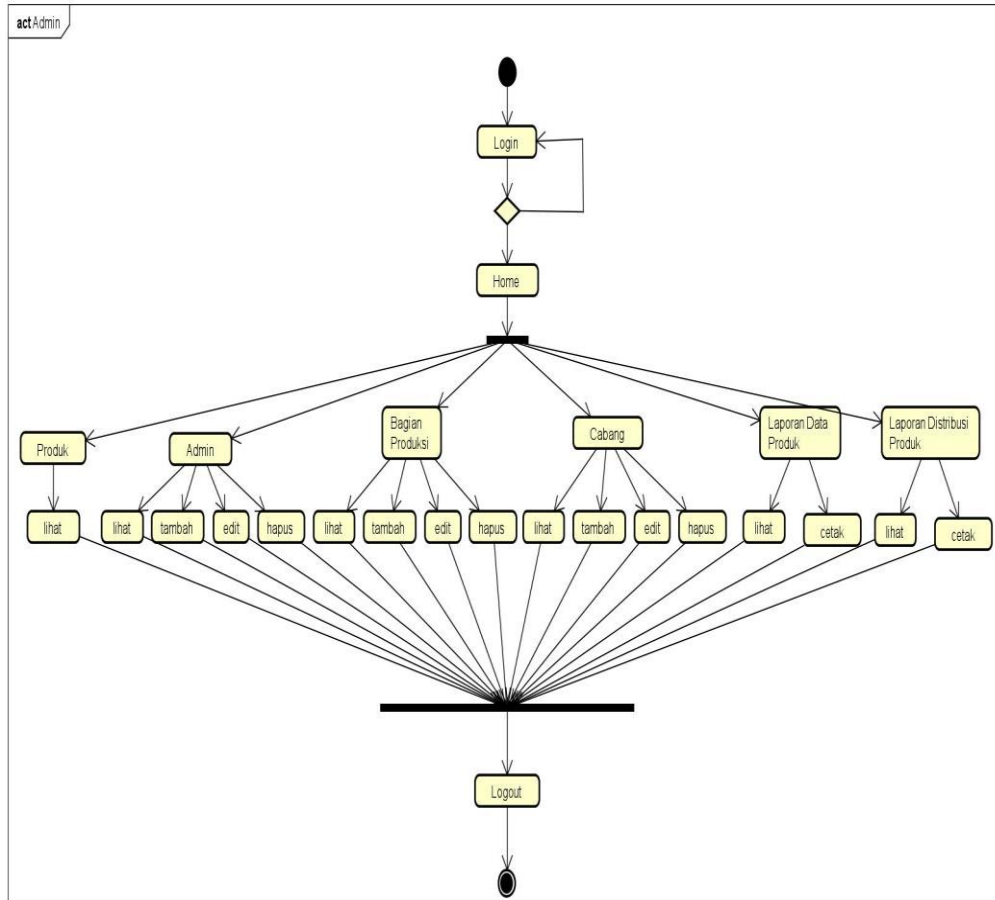 act Admin
Login
Home
Produk
Admin
Bagian
Produksi
Cabang
Laporan Data
Produk
Laporan Distribusi
Produk
lihat
lihat
tambah
edit
hapus
lihat
tambah
edit
hapus
lihat
tambah
edit
hapus
lihat
cetak
lihat
cetak
Logout